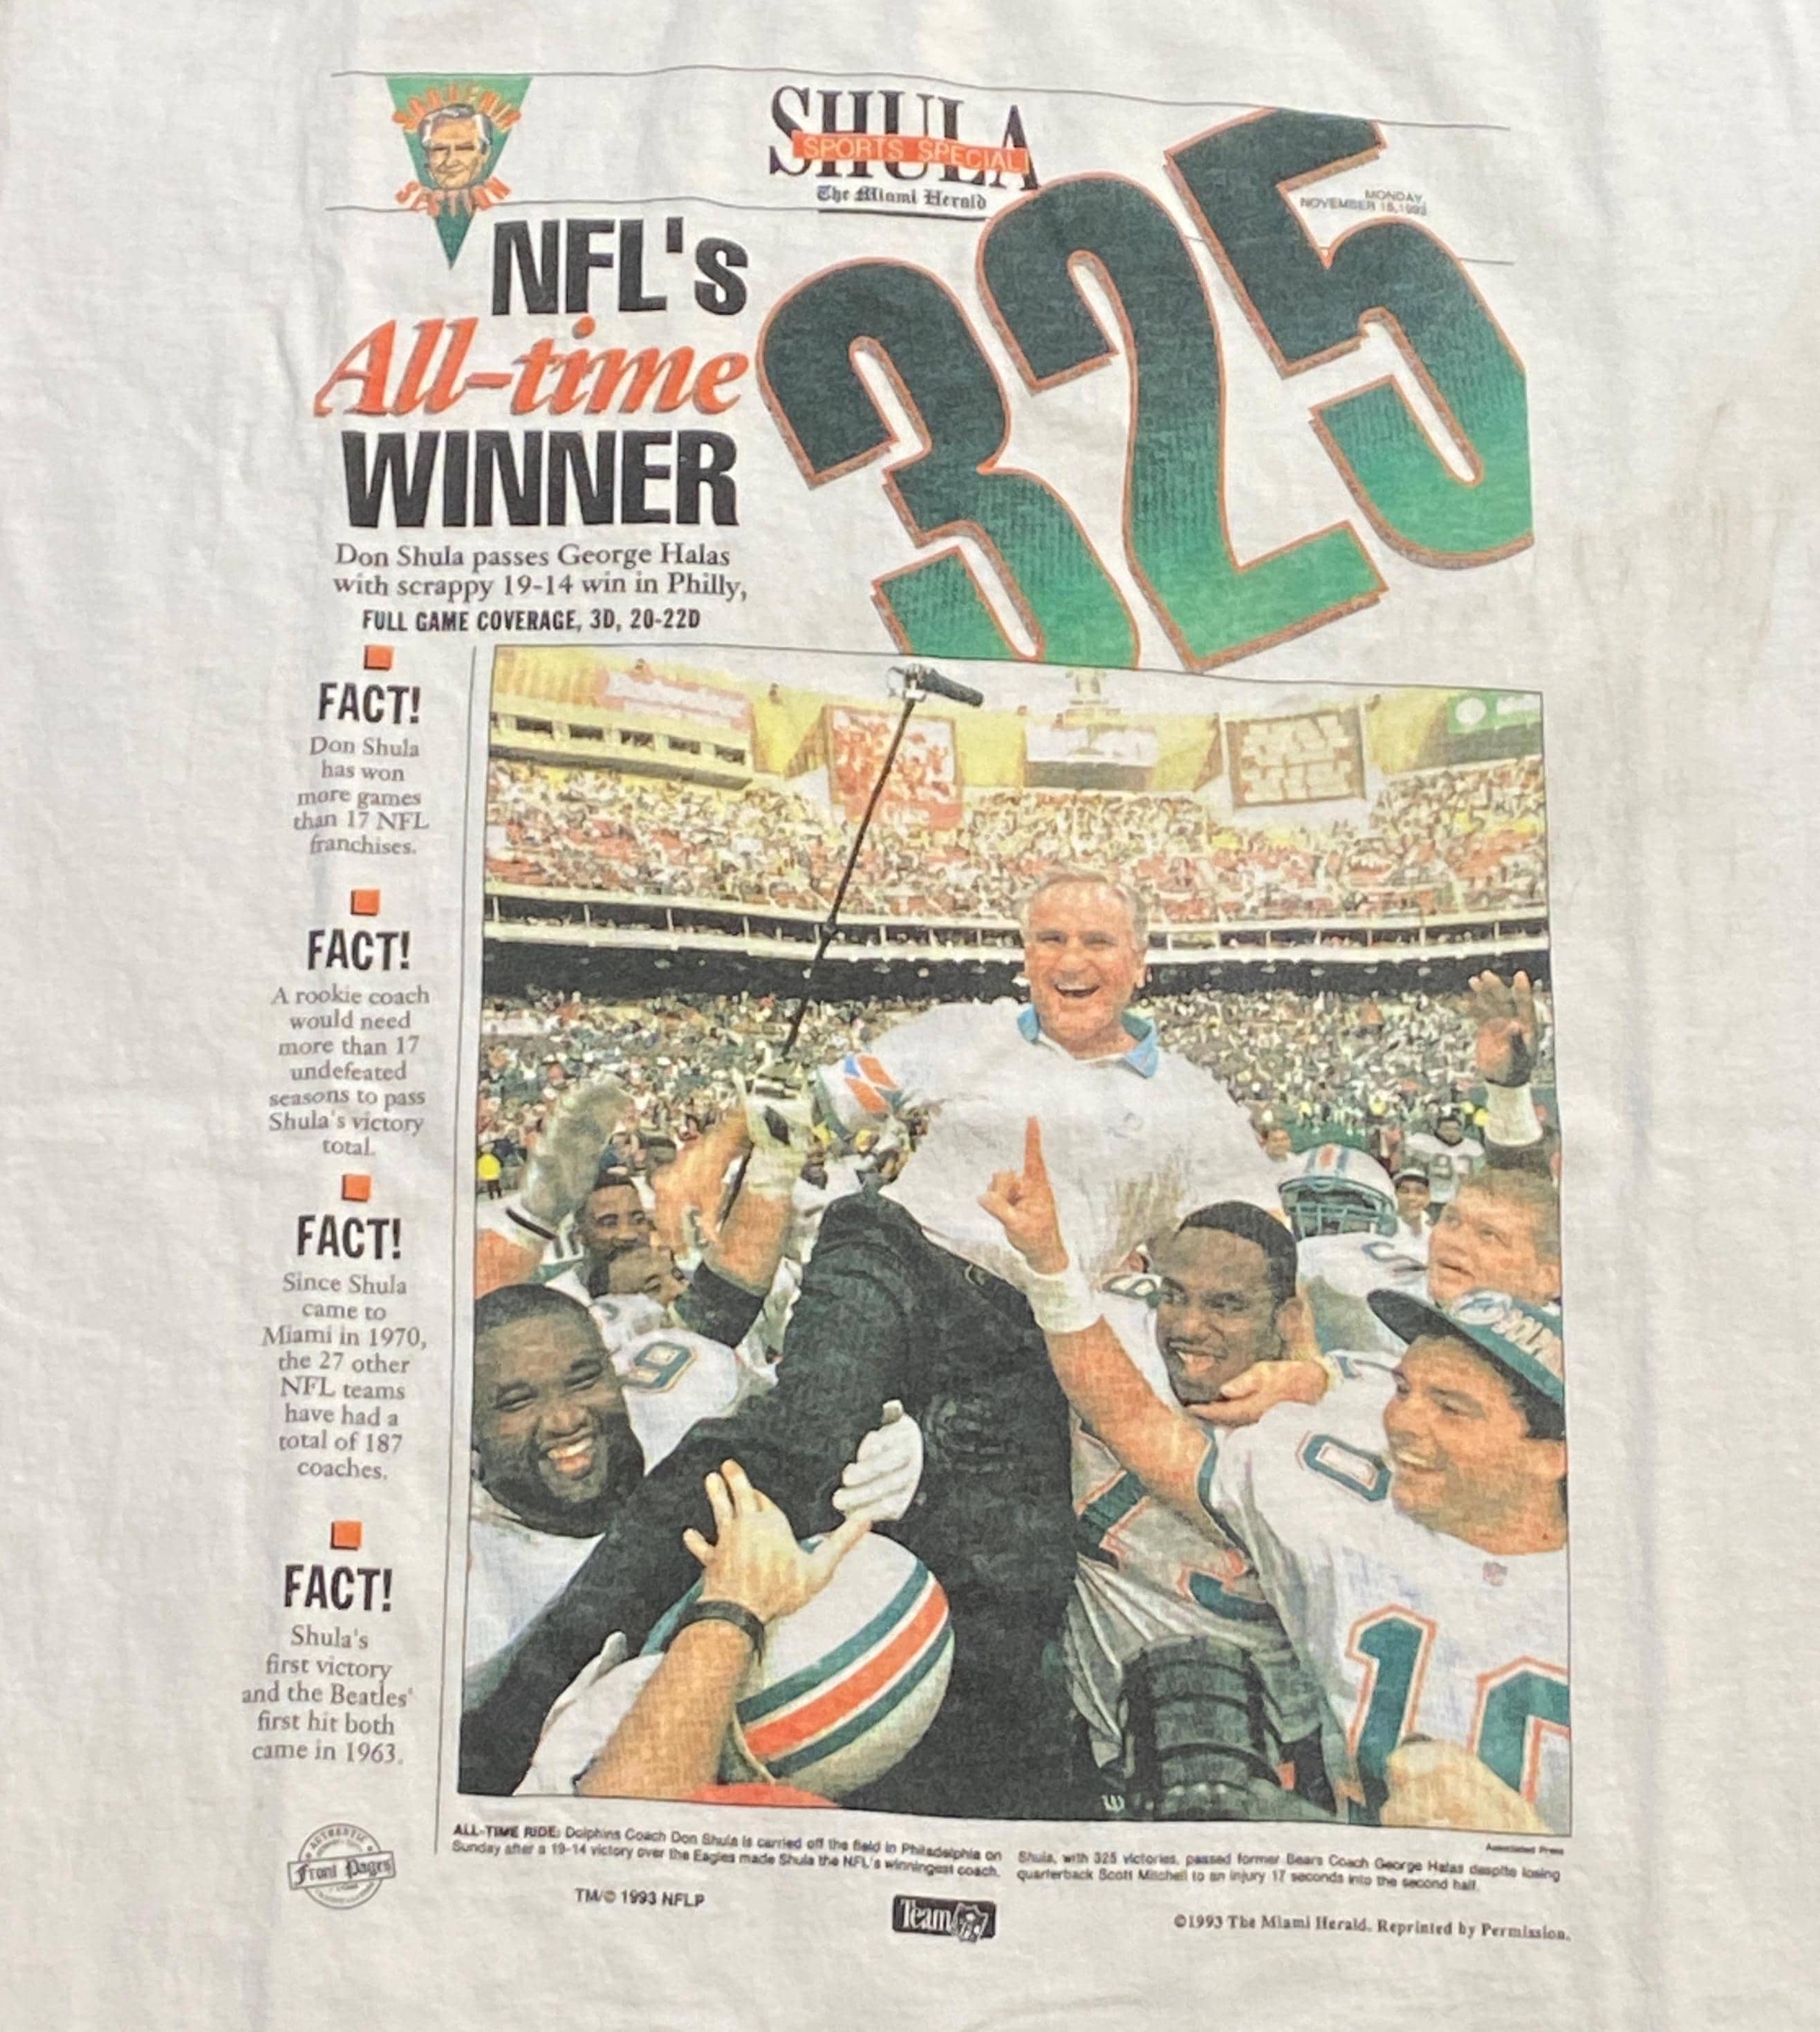 SOUVENIR
SECTION
SHULA
SPORTS SPECIAL
The Miami Herald
MONDAY,
NOVEMBER 15, 1993
325
NFL's
All-time
WINNER
Don Shula passes George Halas
with scrappy 19-14 win in Philly,
FULL GAME COVERAGE, 3D, 20-22D
FACT!
Don Shula
has won
more games
than 17 NFL
franchises.
FACT!
A rookie coach
would need
more than 17
undefeated
seasons to pass
Shula's victory
total.
FACT!
Since Shula
came to
Miami in 1970,
the 27 other
NFL teams
have had a
total of 187
coaches.
FACT!
Shula's
first victory
and the Beatles'
first hit both
came in 1963.
9
0
10
Associated Press
ALL-TIME RIDE: Dolphins Coach Don Shula is carried off the field in Philadelphia on
Sunday after a 19-14 victory over the Eagles made Shula the NFL's winningest coach.
Shula, with 325 victories, passed former Bears Coach George Halas despite losing
quarterback Scott Mitchell to an injury 17 seconds into the second half.
AUTHENTIC
Front Pages
TM/© 1993 NFLP
Team NFL
©1993 The Miami Herald. Reprinted by Permission.